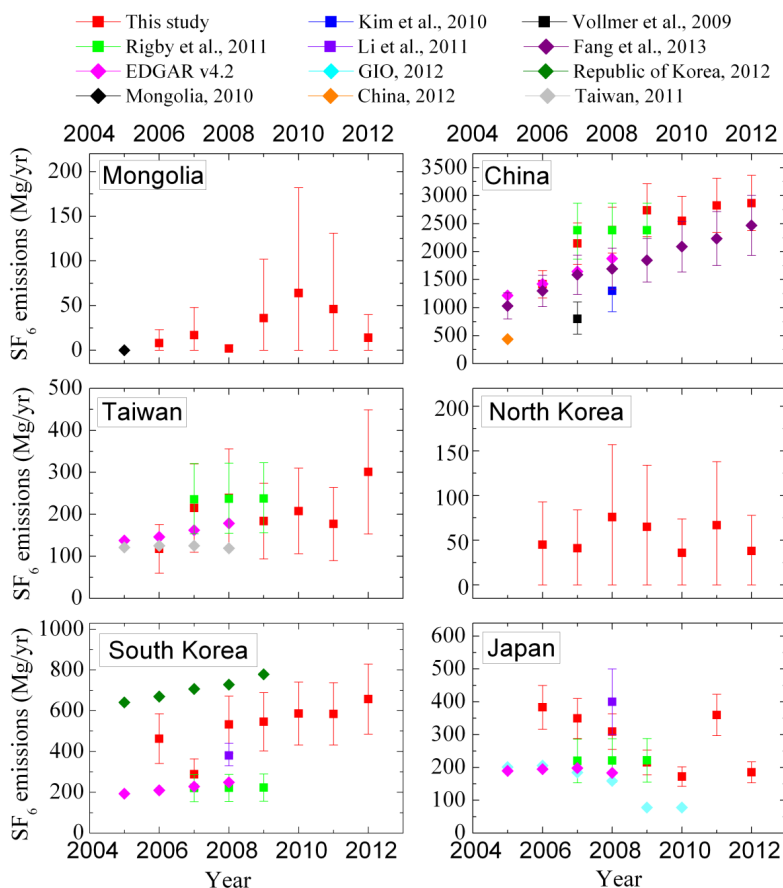 This study Kim et al., 2010 Vollmer et al., 2009
Rigby et al., 2011 Li et al., 2011 Fang et al., 2013
EDGAR v4.2 GIO, 2012 Republic of Korea, 2012
Mongolia, 2010 China, 2012 Taiwan, 2011
2004 2006 2008 2010 2012 2004 2006 2008 2010 2012
SF6 emissions (Mg/yr)
200
150
100
50
0
Mongolia
3500
3000
2500
2000
1500
1000
500
0
China
SF6 emissions (Mg/yr)
500
400
300
200
100
0
Taiwan
200
150
100
50
0
North Korea
SF6 emissions (Mg/yr)
1000
800
600
400
200
0
South Korea
600
500
400
300
200
100
0
Japan
2004 2006 2008 2010 2012 2004 2006 2008 2010 2012
Year Year